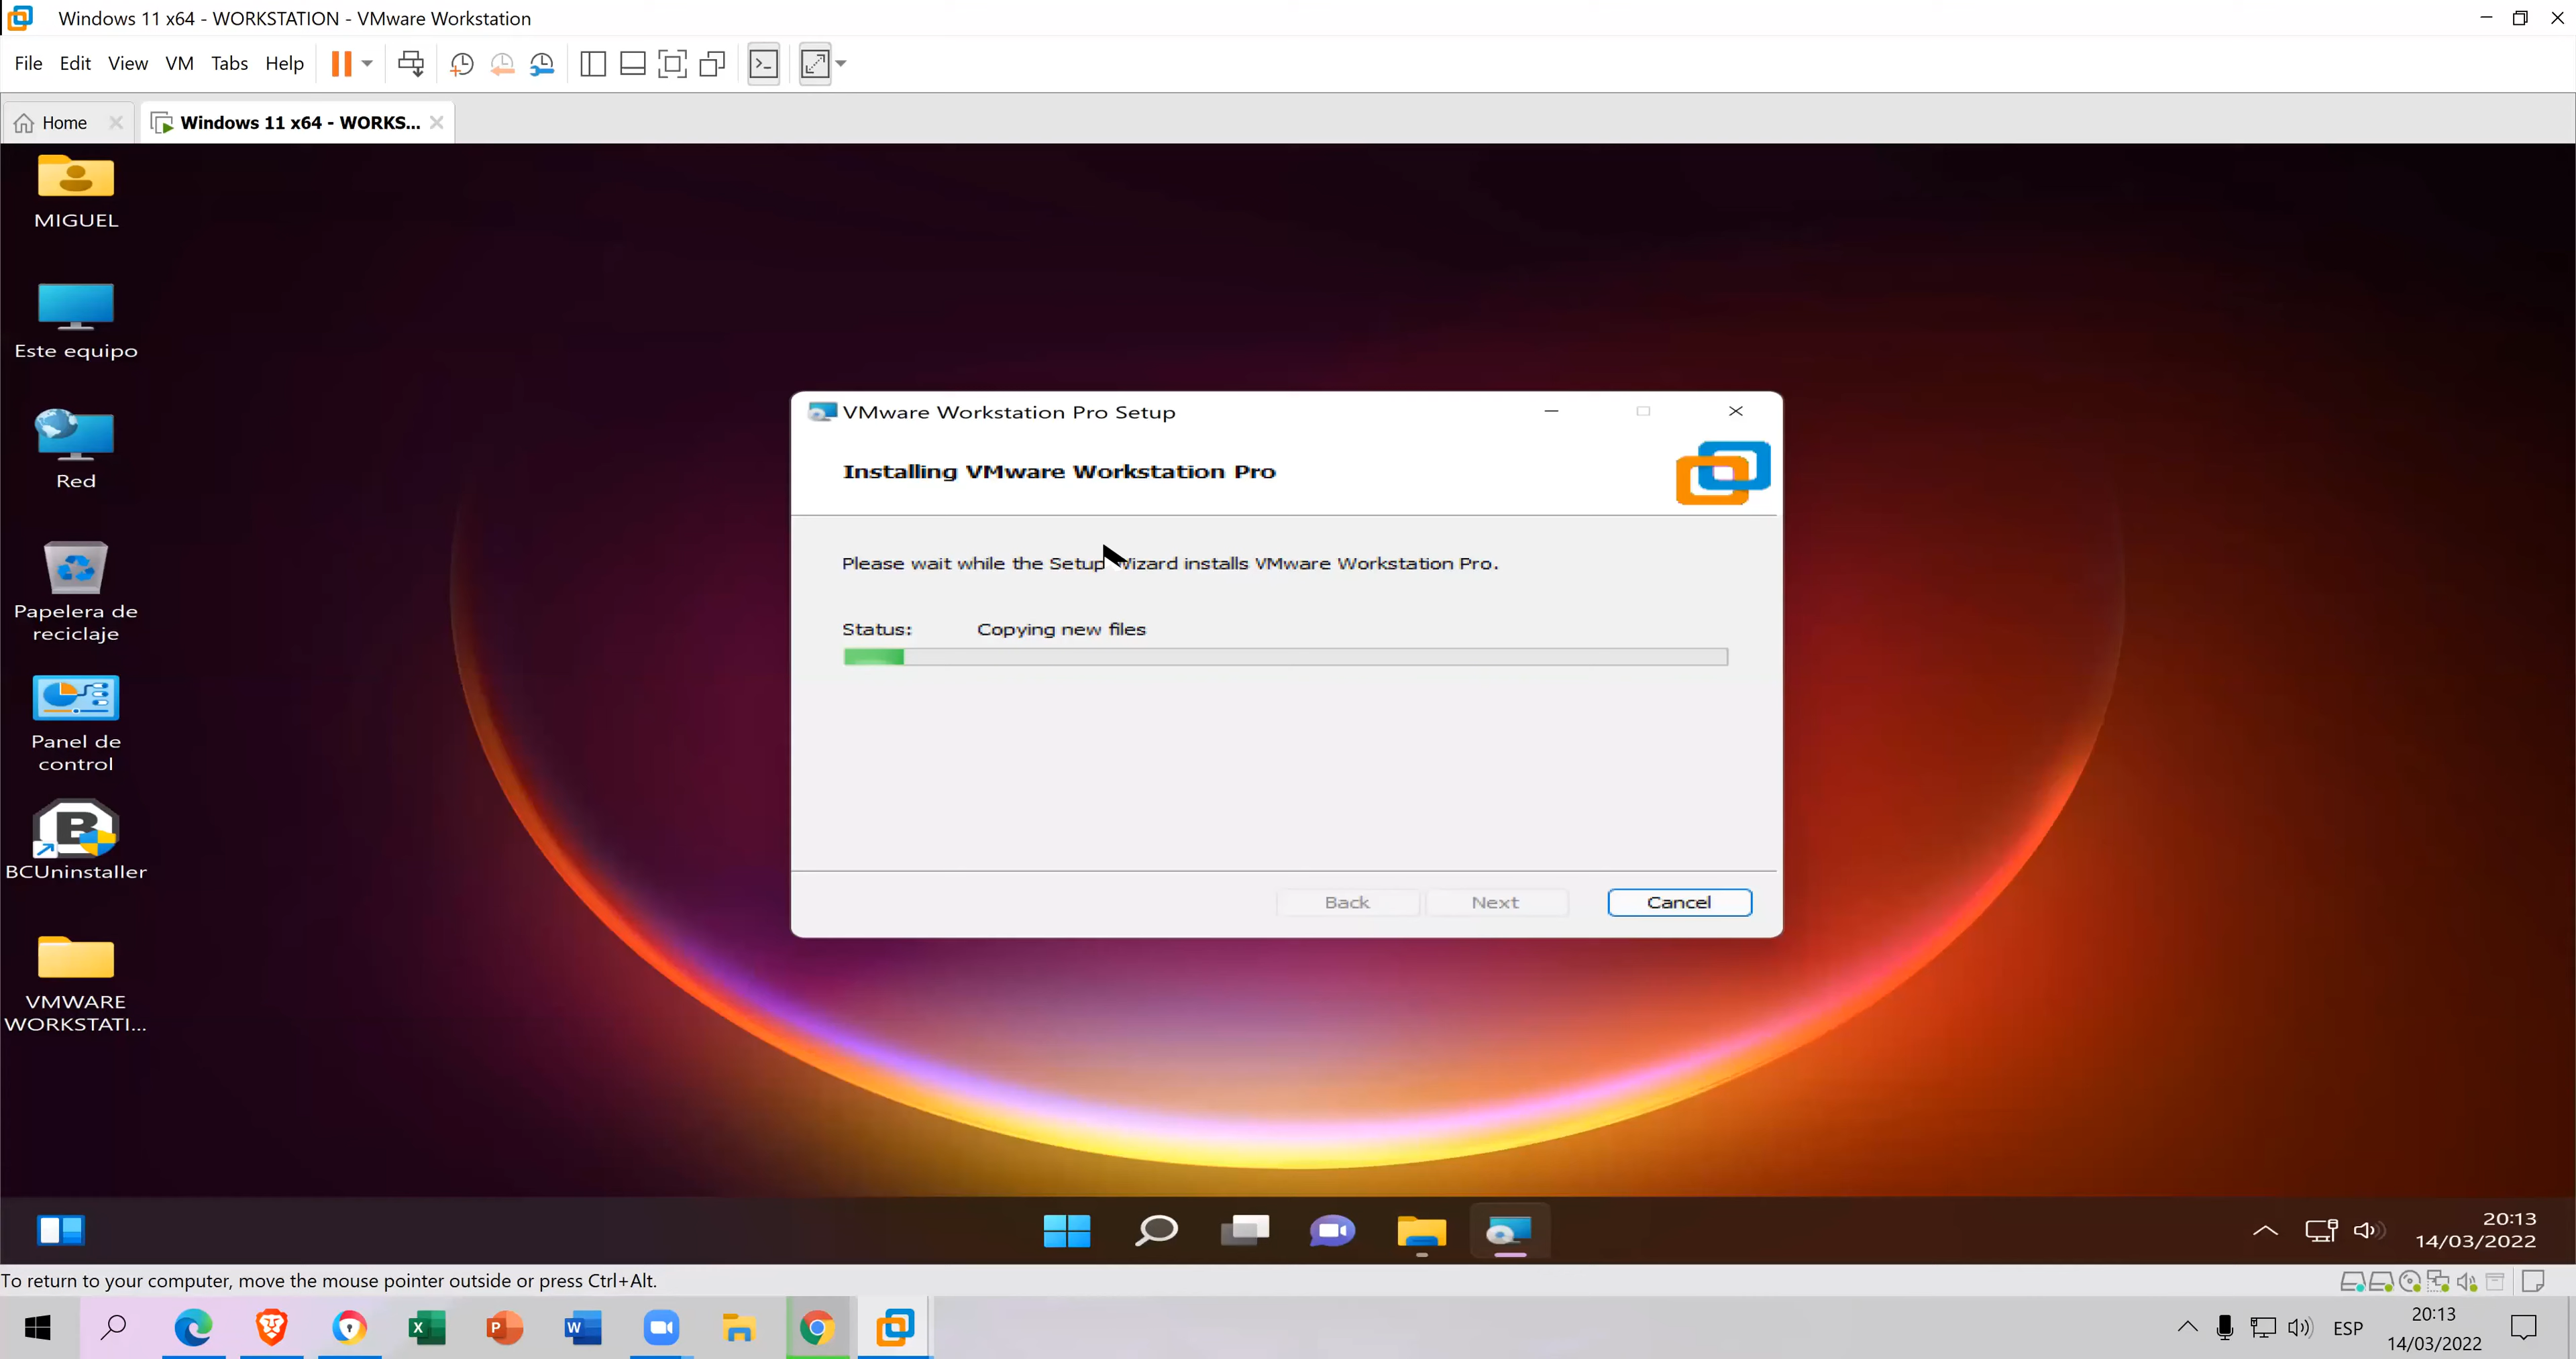 Windows 11 x64 - WORKSTATION - VMware Workstation
File Edit View VM Tabs Help
Home
Windows 11 x64 - WORKS...
MIGUEL
Este equipo
Red
Papelera de
reciclaje
Panel de
control
BCUninstaller
VMWARE
WORKSTATI...
VMware Workstation Pro Setup
Installing VMware Workstation Pro
Please wait while the Setup Wizard installs VMware Workstation Pro.
Status: Copying new files
Back Next Cancel
20:13
14/03/2022
To return to your computer, move the mouse pointer outside or press Ctrl+Alt.
ESP
20:13
14/03/2022